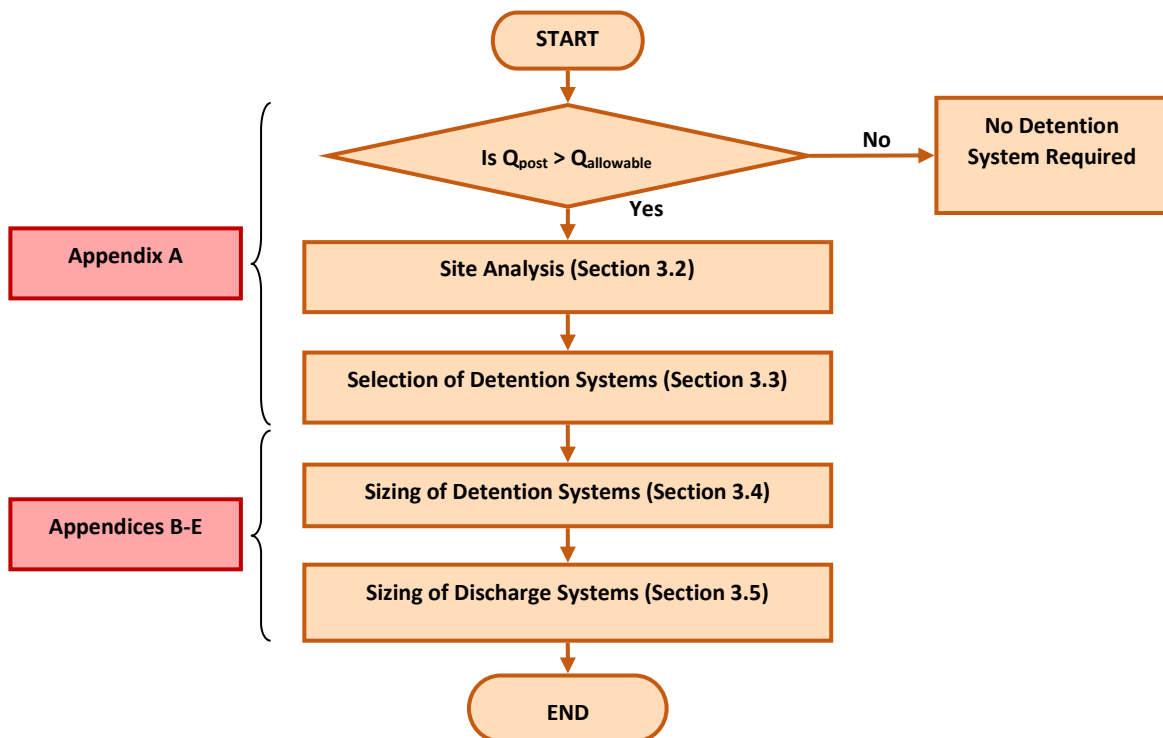 START
Is Qpost > Qallowable
No
No Detention
System Required
Yes
Appendix A
Site Analysis (Section 3.2)
Selection of Detention Systems (Section 3.3)
Sizing of Detention Systems (Section 3.4)
Appendices B-E
Sizing of Discharge Systems (Section 3.5)
END